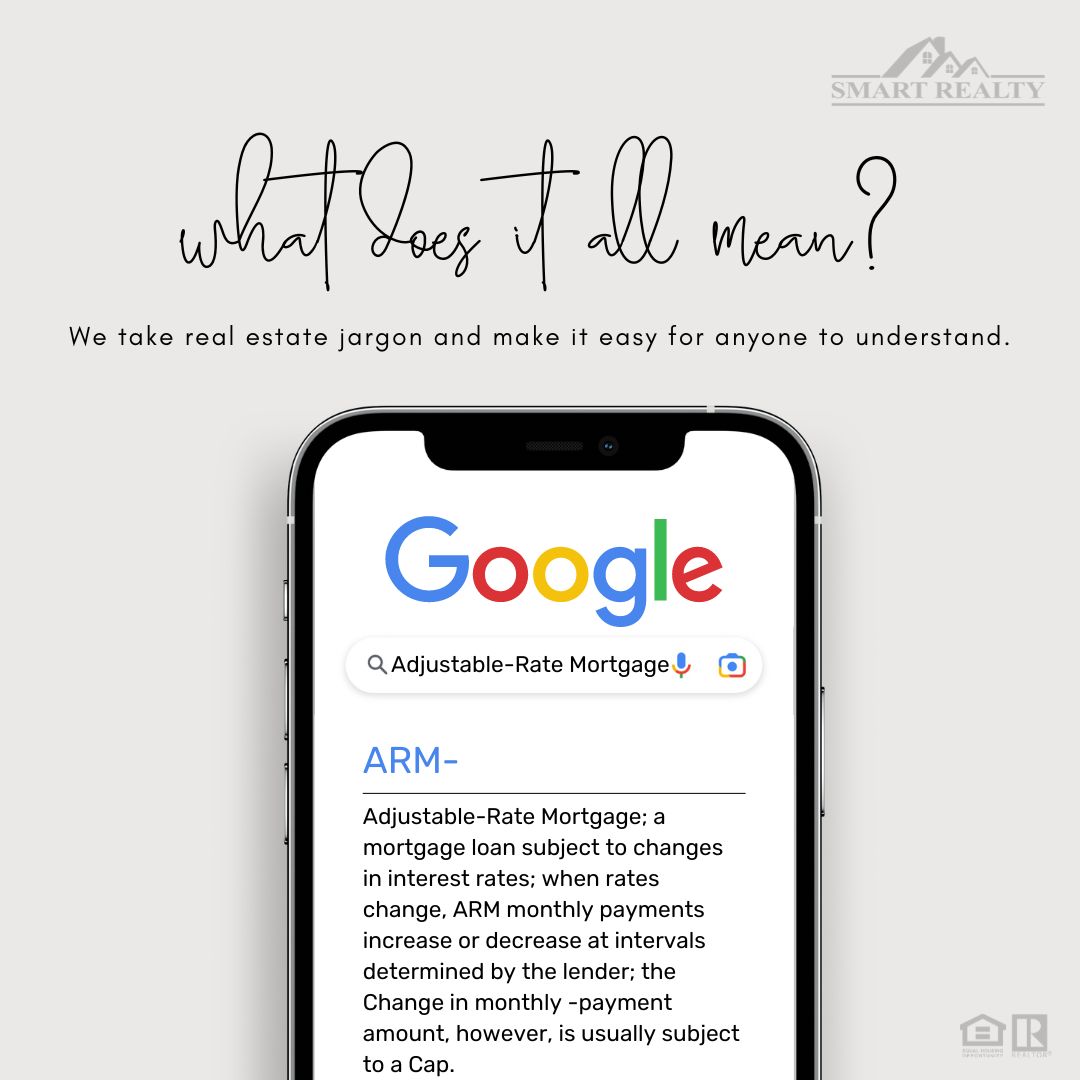 SMART REALTY
what does it all mean?
We take real estate jargon and make it easy for anyone to understand.
Google
Adjustable-Rate Mortgage
ARM-
Adjustable-Rate Mortgage; a
mortgage loan subject to changes
in interest rates; when rates
change, ARM monthly payments
increase or decrease at intervals
determined by the lender; the
Change in monthly -payment
amount, however, is usually subject
to a Cap.
EQUAL HOUSING
OPPORTUNITY
REALTOR®